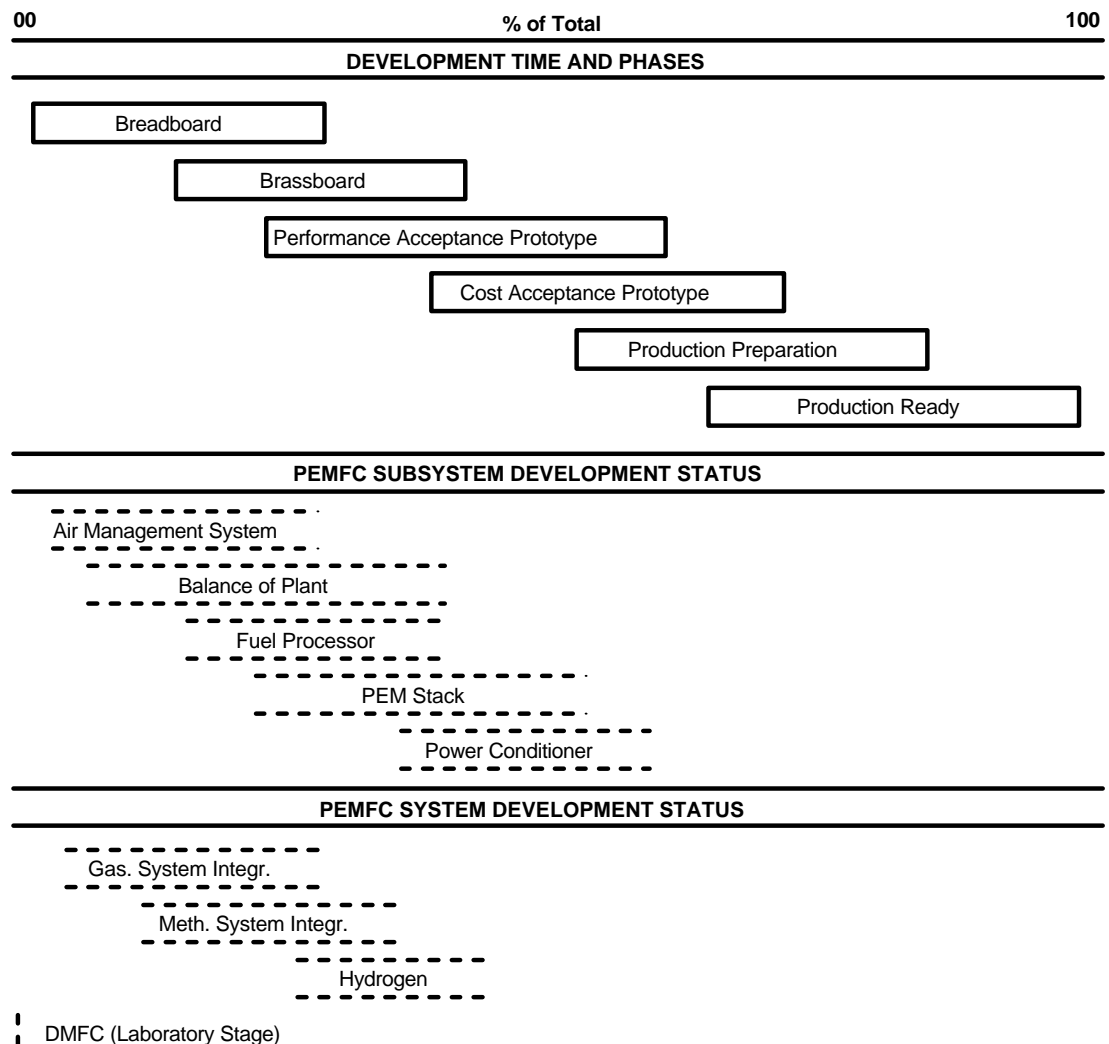 00 % of Total 100
DEVELOPMENT TIME AND PHASES
Breadboard
Brassboard
Performance Acceptance Prototype
Cost Acceptance Prototype
Production Preparation
Production Ready
PEMFC SUBSYSTEM DEVELOPMENT STATUS
Air Management System
Balance of Plant
Fuel Processor
PEM Stack
Power Conditioner
PEMFC SYSTEM DEVELOPMENT STATUS
Gas. System Integr.
Meth. System Integr.
Hydrogen
DMFC (Laboratory Stage)